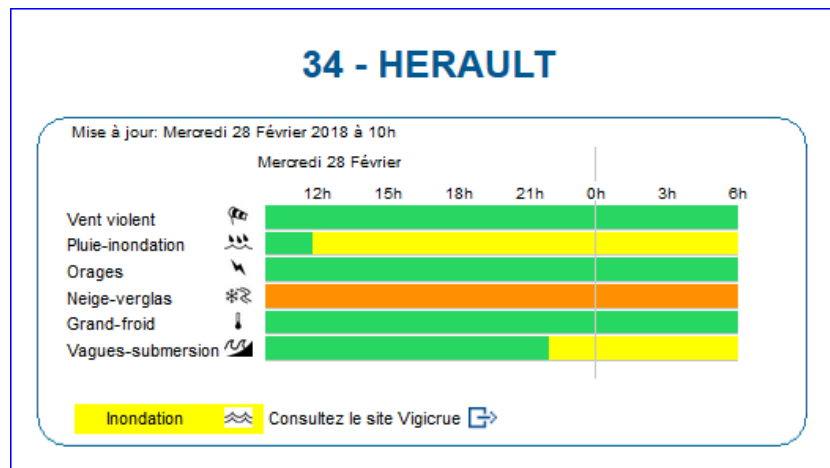 34 - HERAULT
Mise à jour: Mercredi 28 Février 2018 à 10h
Mercredi 28 Février
12h 15h 18h 21h 0h 3h 6h
Vent violent
Pluie-inondation
Orages
Neige-verglas
Grand-froid
Vagues-submersion
Inondation Consultez le site Vigicrue